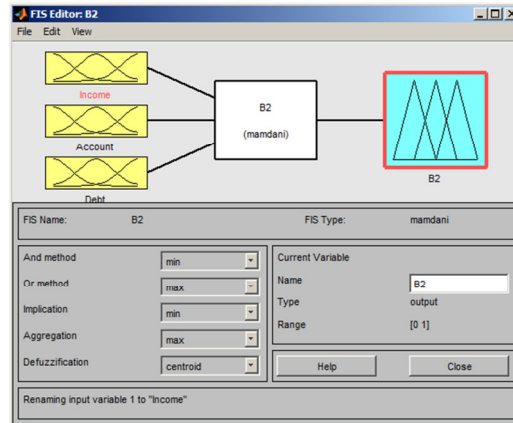 FIS Editor: B2
File Edit View
Income
Account
Debt
B2
(mamdani)
B2
FIS Name: B2 FIS Type: mamdani
And method min
Or method max
Implication min
Aggregation max
Defuzzification centroid
Current Variable
Name B2
Type output
Range [0 1]
Help Close
Renaming input variable 1 to "Income"